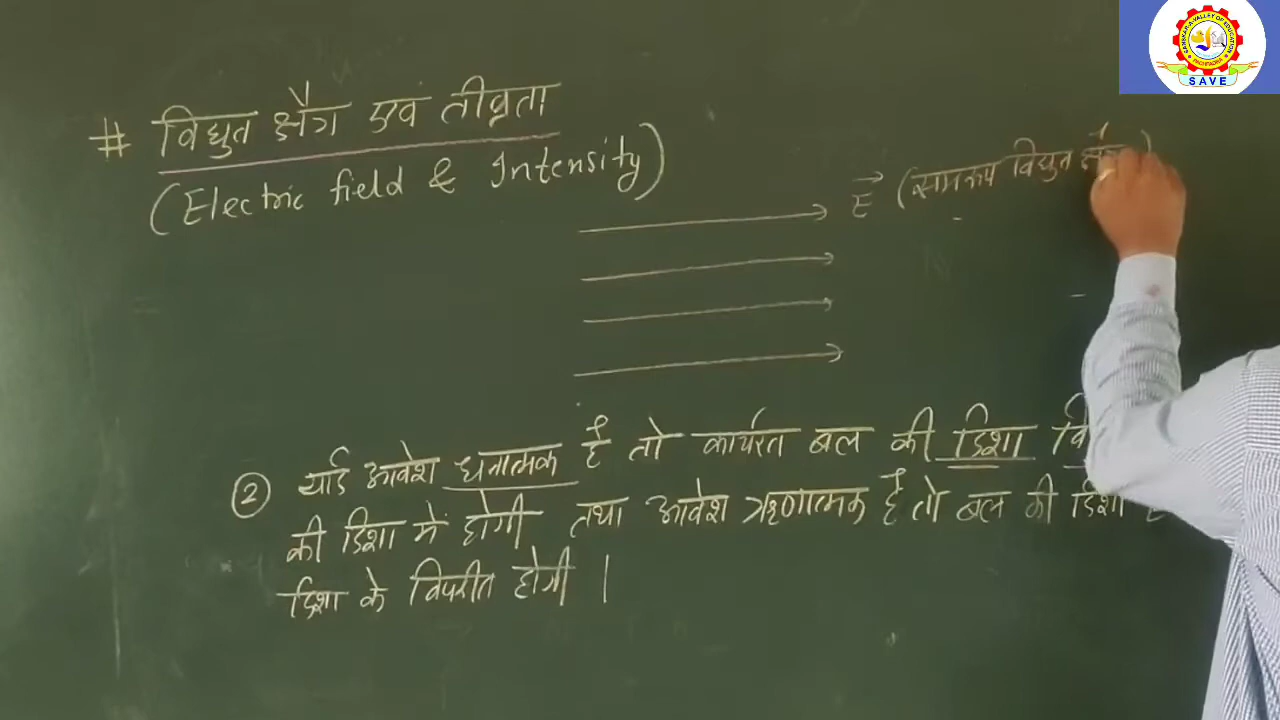 # विद्युत क्षेत्र एवं तीव्रता
(Electric field & Intensity)
E (समरूप विद्युत क्षेत्र)
② यदि आवेश धनात्मक है तो कार्यरत बल की दिशा
की दिशा में होगी तथा आवेश ऋणात्मक है तो बल की दिशा
दिशा के विपरीत होगी |
SAVE